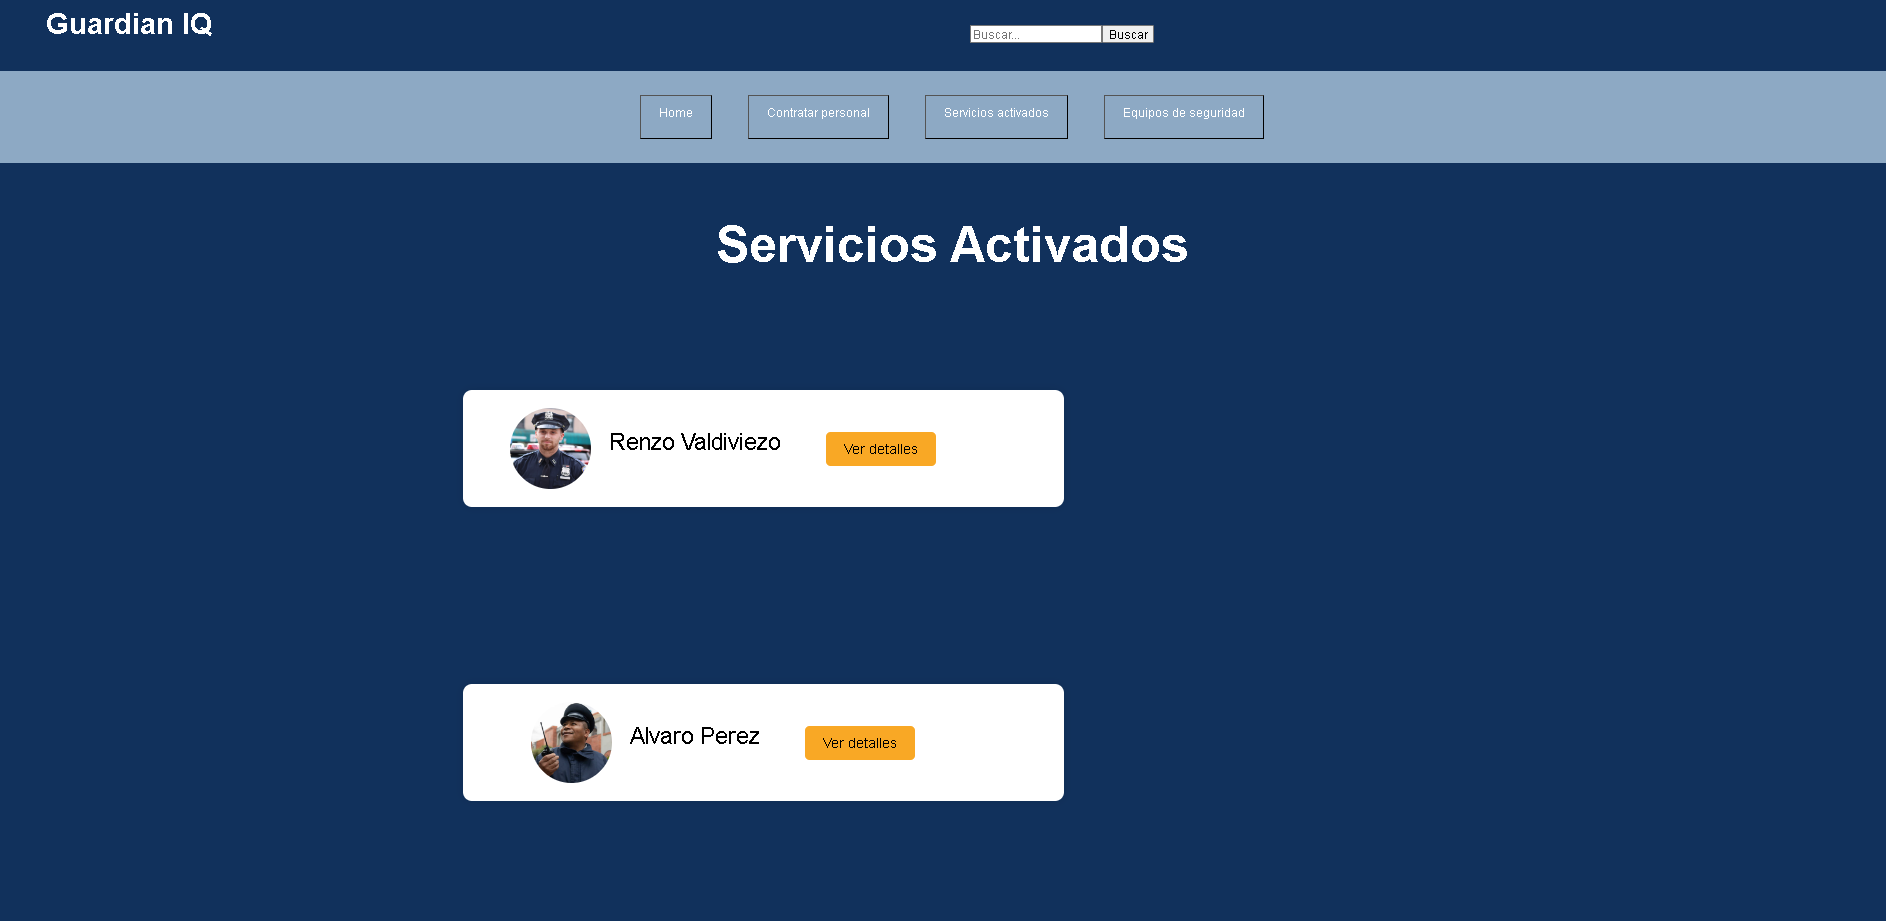 Guardian IQ
Buscar... Buscar
Home Contratar personal Servicios activados Equipos de seguridad
Servicios Activados
Renzo Valdiviezo Ver detalles
Alvaro Perez Ver detalles